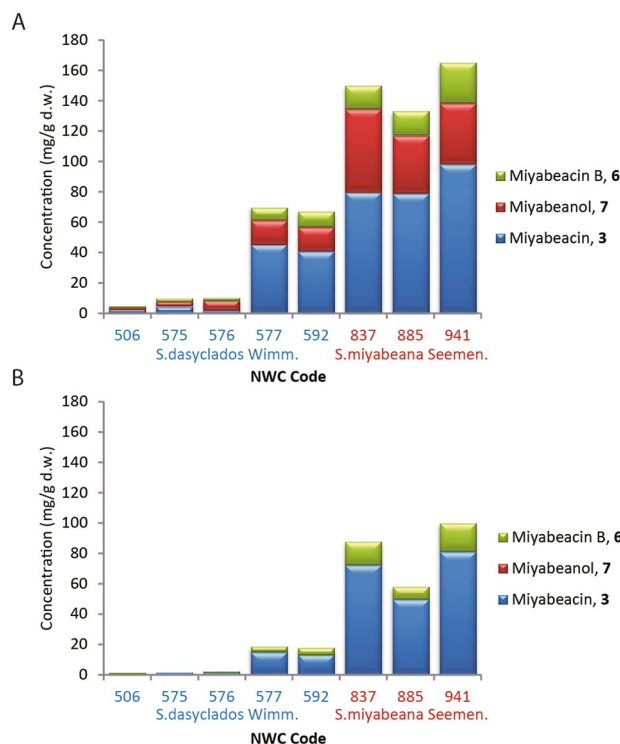 A
Concentration (mg/g d.w.)
180
160
140
120
100
80
60
40
20
0
Miyabeacin B, 6
Miyabeanol, 7
Miyabeacin, 3
506 575 576 577 592 837 885 941
S.dasyclados Wimm. S.miyabeana Seemen.
NWC Code
B
Concentration (mg/g d.w.)
180
160
140
120
100
80
60
40
20
0
Miyabeacin B, 6
Miyabeanol, 7
Miyabeacin, 3
506 575 576 577 592 837 885 941
S.dasyclados Wimm. S.miyabeana Seemen.
NWC Code